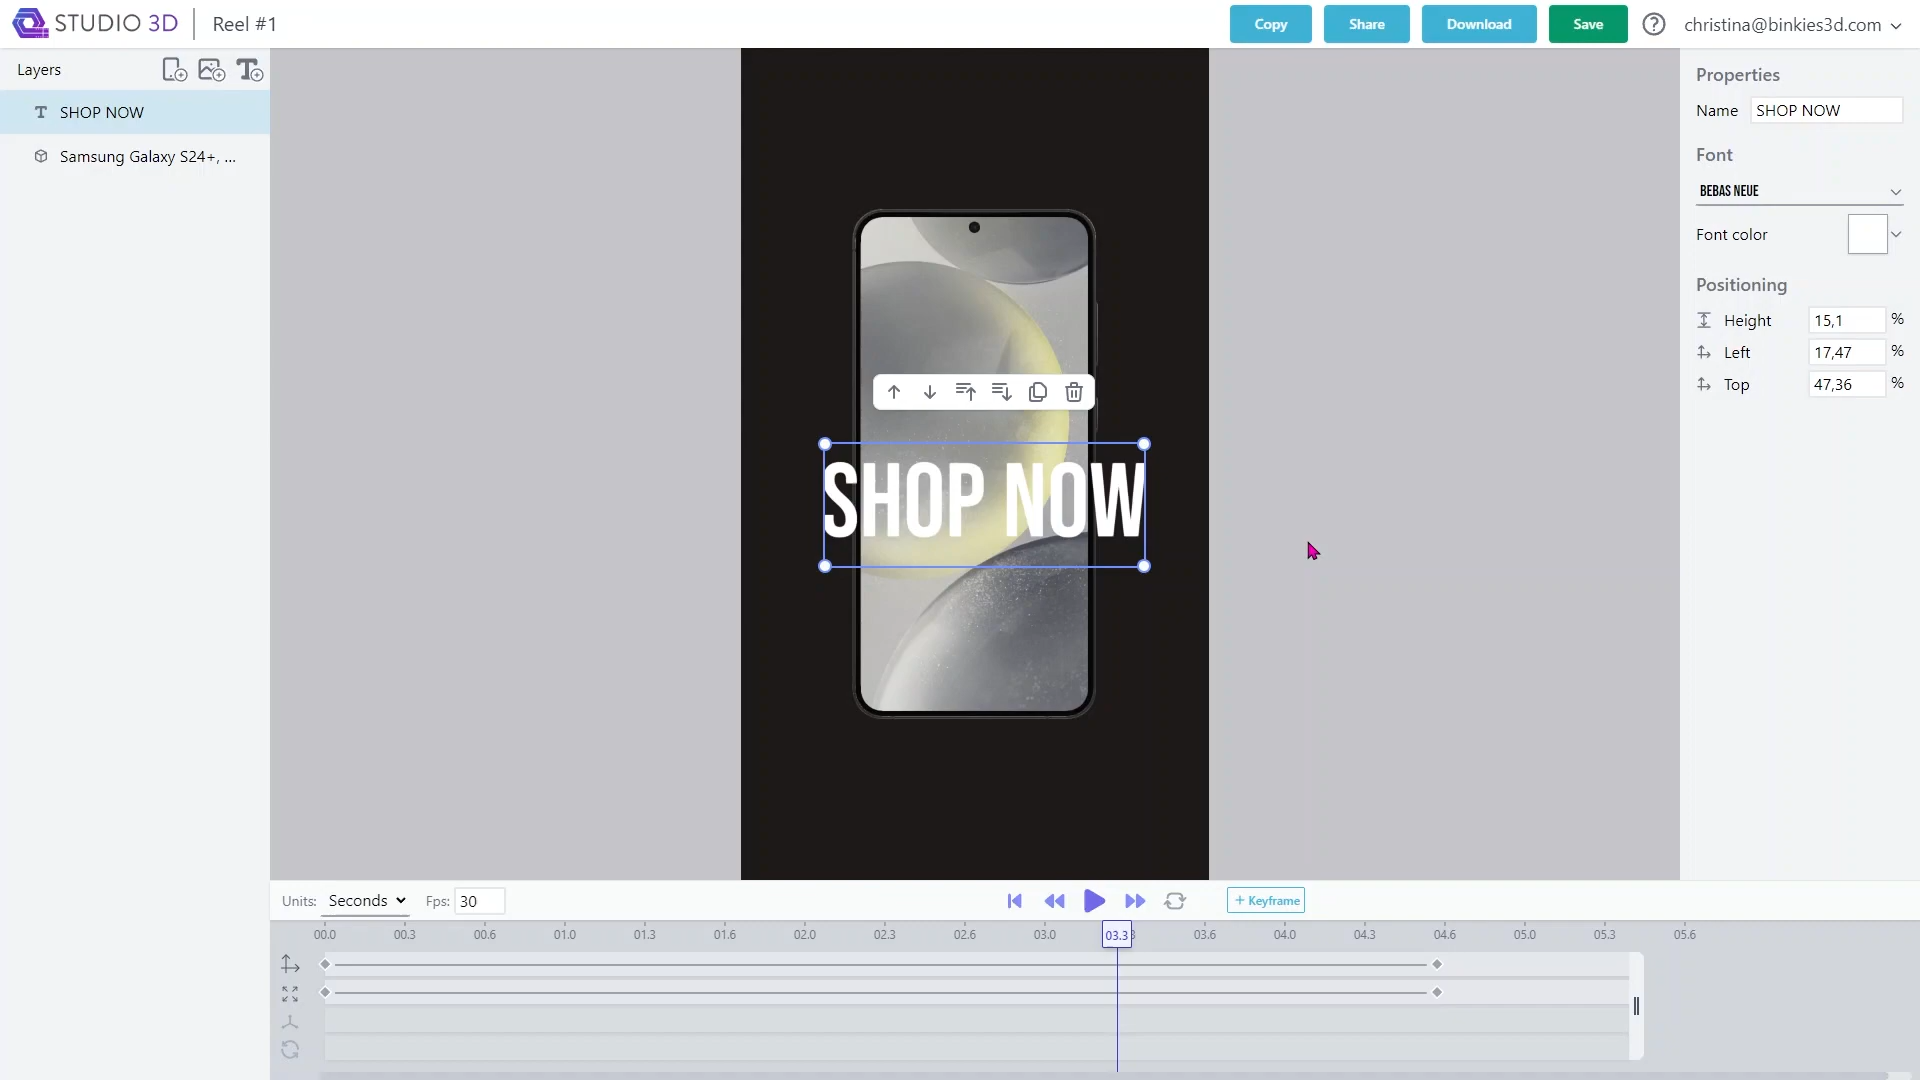 STUDIO 3D
Reel #1
Copy
Share
Download
Save
christina@binkies3d.com
Layers
SHOP NOW
Samsung Galaxy S24+, ...
SHOP NOW
Properties
Name SHOP NOW
Font
BEBAS NEUE
Font color
Positioning
Height 15,1 %
Left 17,47 %
Top 47,36 %
Units: Seconds Fps: 30
+ Keyframe
00.0 00.3 00.6 01.0 01.3 01.6 02.0 02.3 02.6 03.0 03.3 03.6 04.0 04.3 04.6 05.0 05.3 05.6